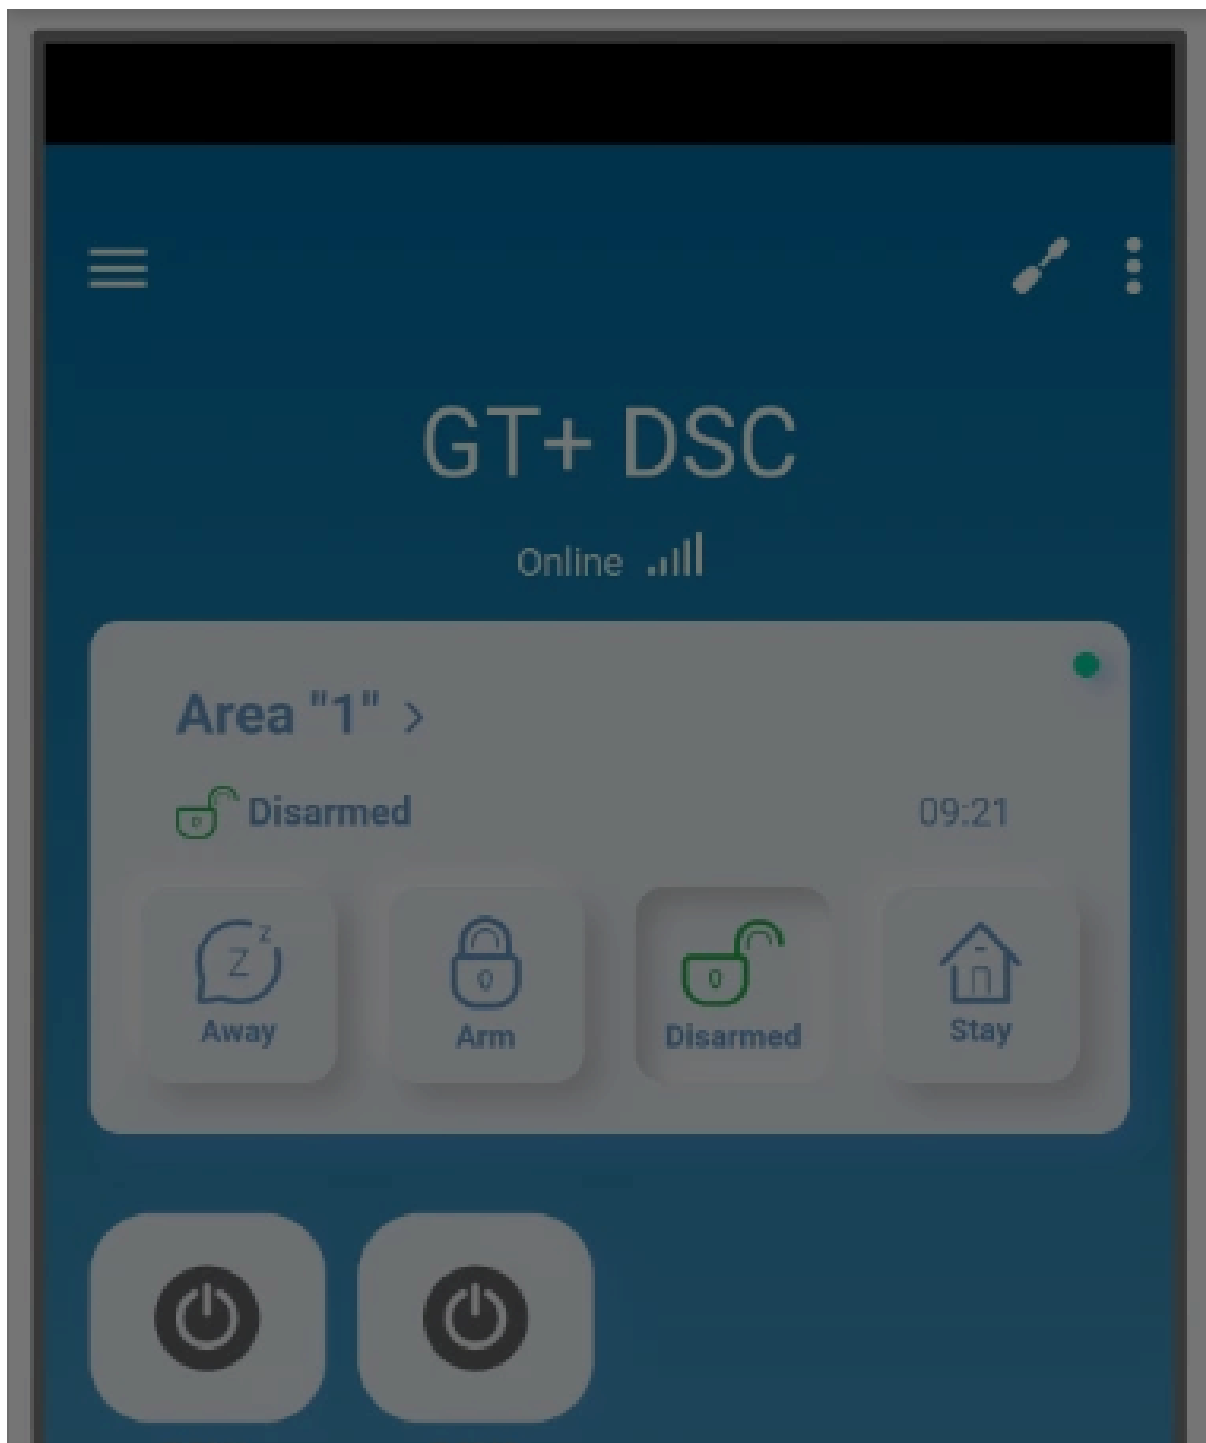 GT+ DSC
Online
Area "1" >
Disarmed 09:21
Z z
Away Arm Disarmed Stay